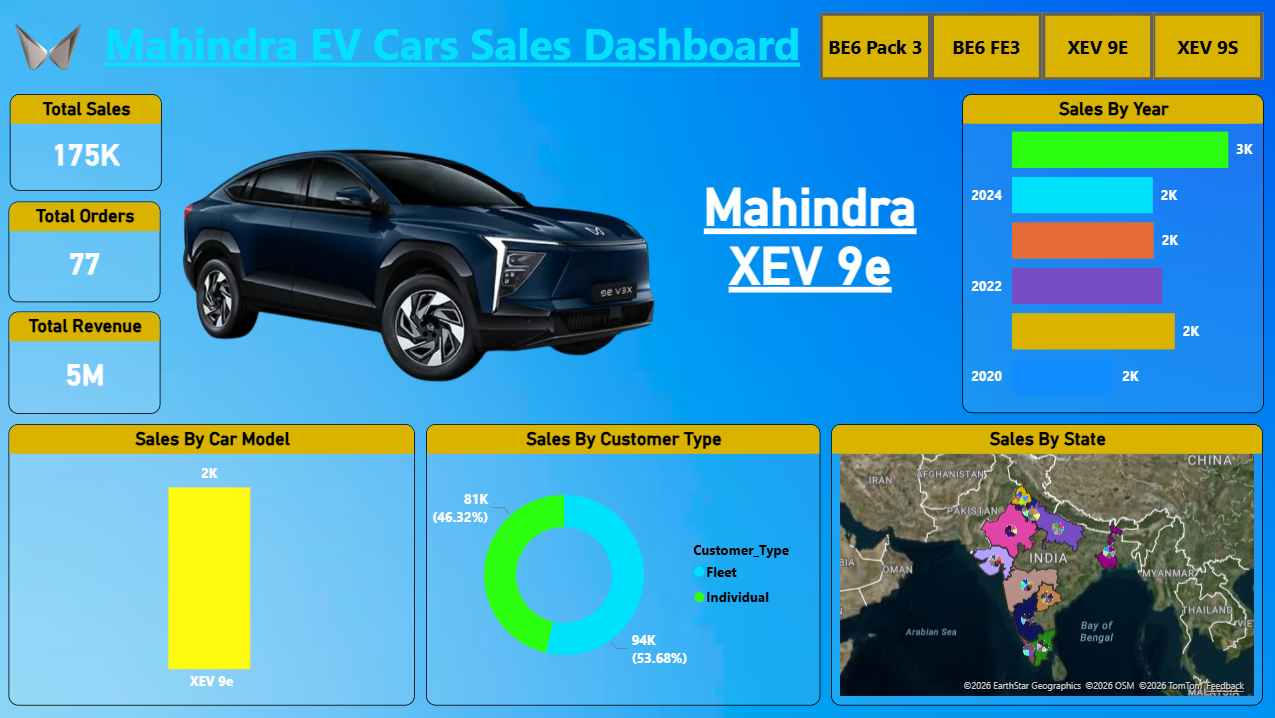 Mahindra EV Cars Sales Dashboard
BE6 Pack 3
BE6 FE3
XEV 9E
XEV 9S
Total Sales
175K
Total Orders
77
Total Revenue
5M
Mahindra
XEV 9e
Sales By Year
3K
2024
2K
2K
2022
2K
2020
2K
Sales By Car Model
2K
XEV 9e
Sales By Customer Type
81K
(46.32%)
94K
(53.68%)
Customer_Type
Fleet
Individual
Sales By State
CHINA
IRAN
AFGHANISTAN
PAKISTAN
INDIA
OMAN
MYANMAR
THAILAND
Arabian Sea
Bay of
Bengal
©2026 EarthStar Geographics ©2026 OSM ©2026 TomTom Feedback
MALAYSIA